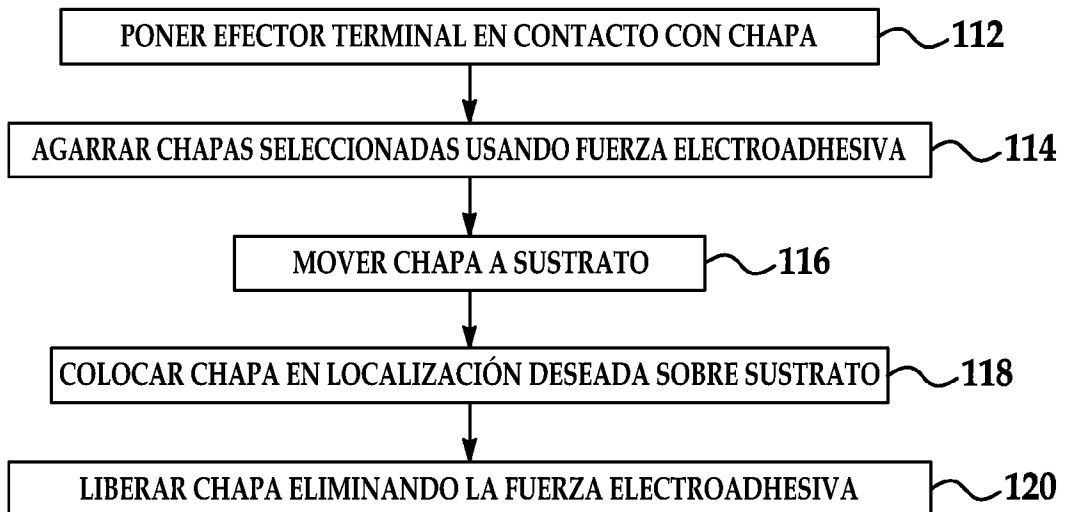 PONER EFECTOR TERMINAL EN CONTACTO CON CHAPA 112
AGARRAR CHAPAS SELECCIONADAS USANDO FUERZA ELECTROADHESIVA 114
MOVER CHAPA A SUSTRATO 116
COLOCAR CHAPA EN LOCALIZACIÓN DESEADA SOBRE SUSTRATO 118
LIBERAR CHAPA ELIMINANDO LA FUERZA ELECTROADHESIVA 120